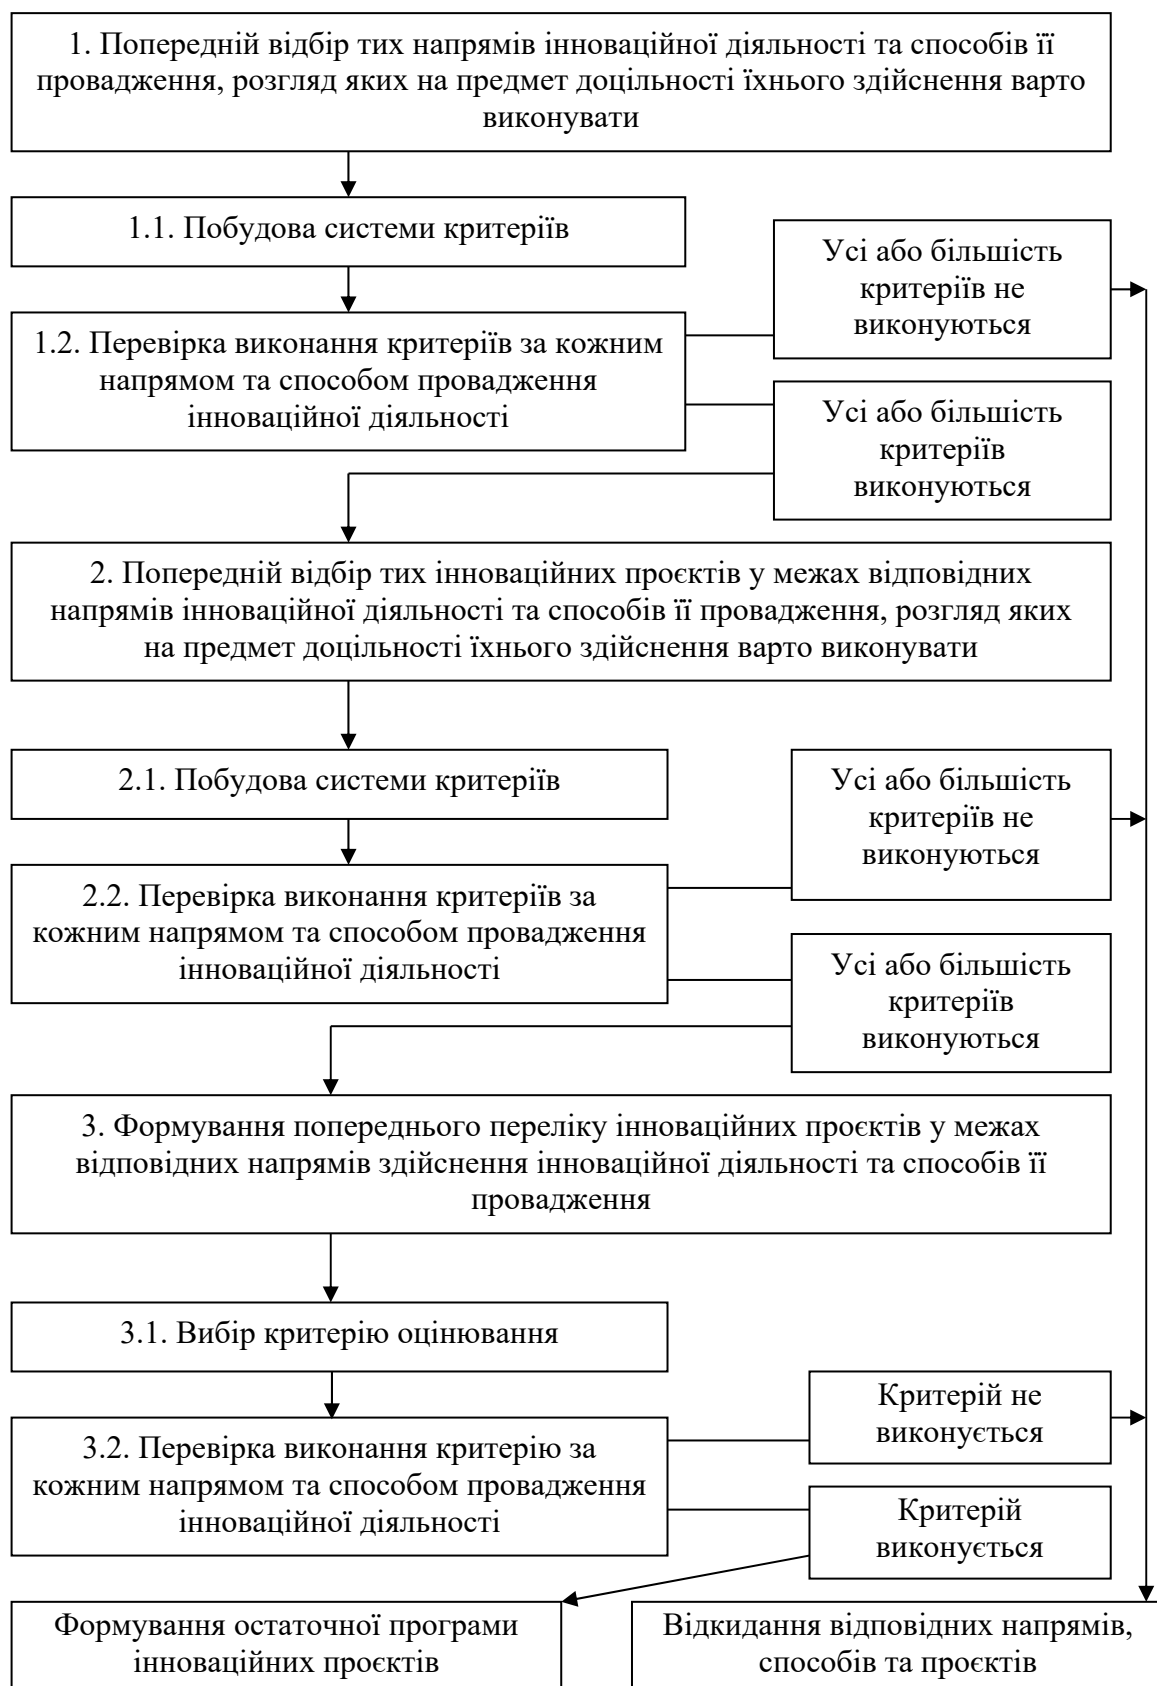 1. Попередній відбір тих напрямів інноваційної діяльності та способів її
провадження, розгляд яких на предмет доцільності їхнього здійснення варто
виконувати
1.1. Побудова системи критеріїв
Усі або більшість
критеріїв не
виконуються
1.2. Перевірка виконання критеріїв за кожним
напрямом та способом провадження
інноваційної діяльності
Усі або більшість
критеріїв
виконуються
2. Попередній відбір тих інноваційних проєктів у межах відповідних
напрямів інноваційної діяльності та способів її провадження, розгляд яких
на предмет доцільності їхнього здійснення варто виконувати
2.1. Побудова системи критеріїв
Усі або більшість
критеріїв не
виконуються
2.2. Перевірка виконання критеріїв за
кожним напрямом та способом провадження
інноваційної діяльності
Усі або більшість
критеріїв
виконуються
3. Формування попереднього переліку інноваційних проєктів у межах
відповідних напрямів здійснення інноваційної діяльності та способів її
провадження
3.1. Вибір критерію оцінювання
Критерій не
виконується
3.2. Перевірка виконання критерію за
кожним напрямом та способом провадження
інноваційної діяльності
Критерій
виконується
Формування остаточної програми
інноваційних проєктів
Відкидання відповідних напрямів,
способів та проєктів